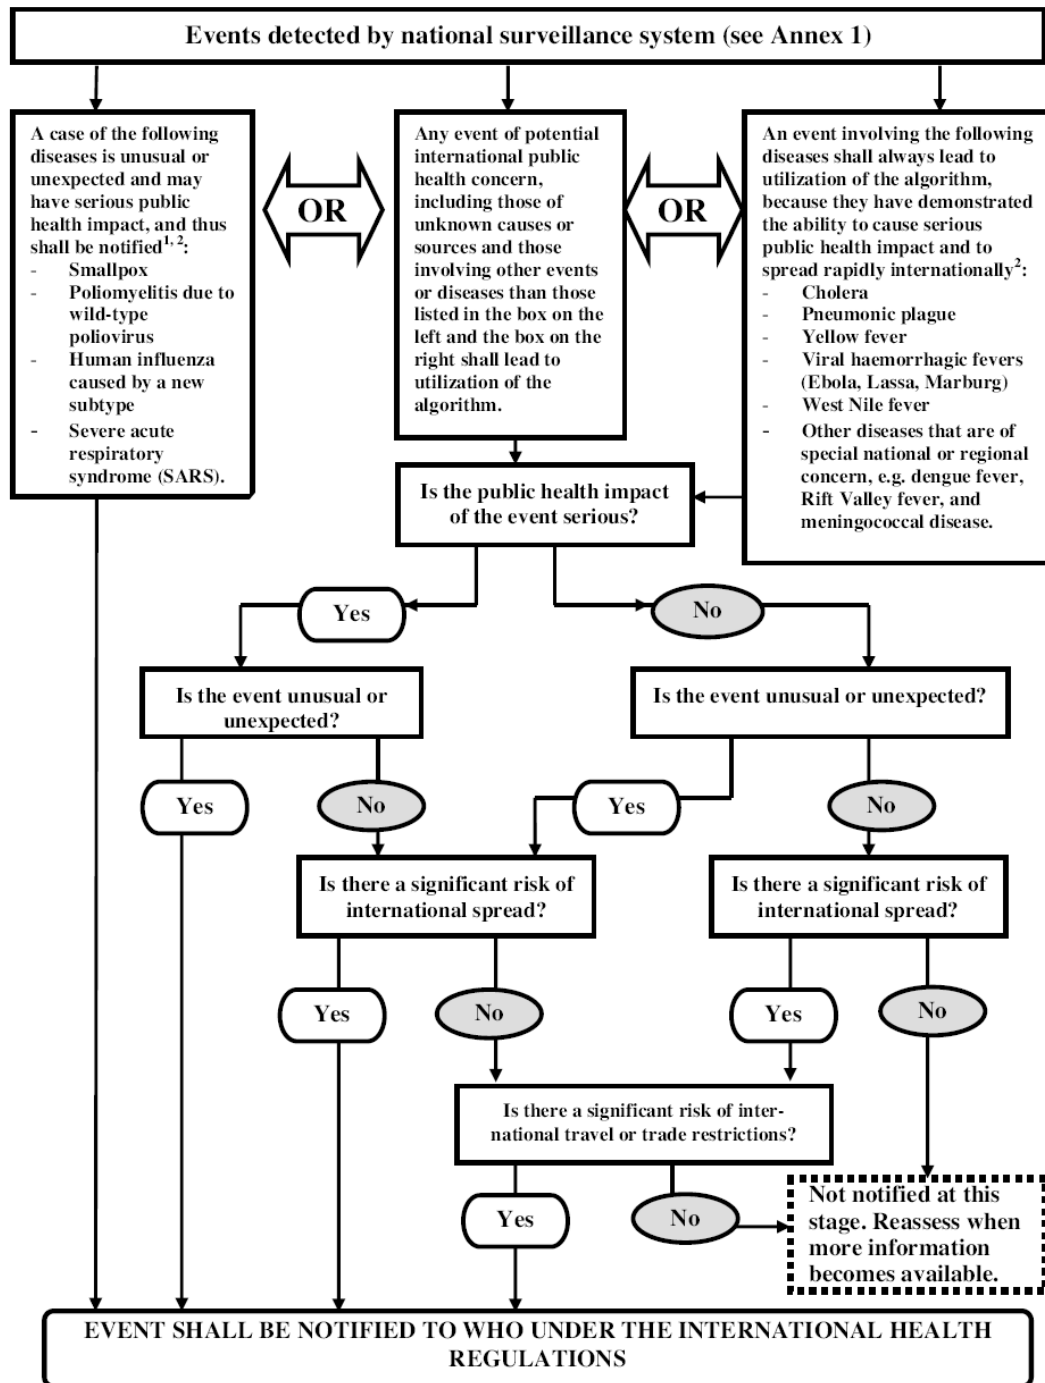 Events detected by national surveillance system (see Annex 1)
A case of the following
diseases is unusual or
unexpected and may
have serious public
health impact, and thus
shall be notified1, 2:
- Smallpox
- Poliomyelitis due to
wild-type
poliovirus
- Human influenza
caused by a new
subtype
- Severe acute
respiratory
syndrome (SARS).
OR
Any event of potential
international public
health concern,
including those of
unknown causes or
sources and those
involving other events
or diseases than those
listed in the box on the
left and the box on the
right shall lead to
utilization of the
algorithm.
OR
An event involving the following
diseases shall always lead to
utilization of the algorithm,
because they have demonstrated
the ability to cause serious
public health impact and to
spread rapidly internationally2:
- Cholera
- Pneumonic plague
- Yellow fever
- Viral haemorrhagic fevers
(Ebola, Lassa, Marburg)
- West Nile fever
- Other diseases that are of
special national or regional
concern, e.g. dengue fever,
Rift Valley fever, and
meningococcal disease.
Is the public health impact
of the event serious?
Yes
No
Is the event unusual or
unexpected?
Is the event unusual or unexpected?
Yes
No
Yes
No
Is there a significant risk of
international spread?
Is there a significant risk of
international spread?
Yes
No
Yes
No
Is there a significant risk of inter-
national travel or trade restrictions?
Yes
No
Not notified at this
stage. Reassess when
more information
becomes available.
EVENT SHALL BE NOTIFIED TO WHO UNDER THE INTERNATIONAL HEALTH
REGULATIONS